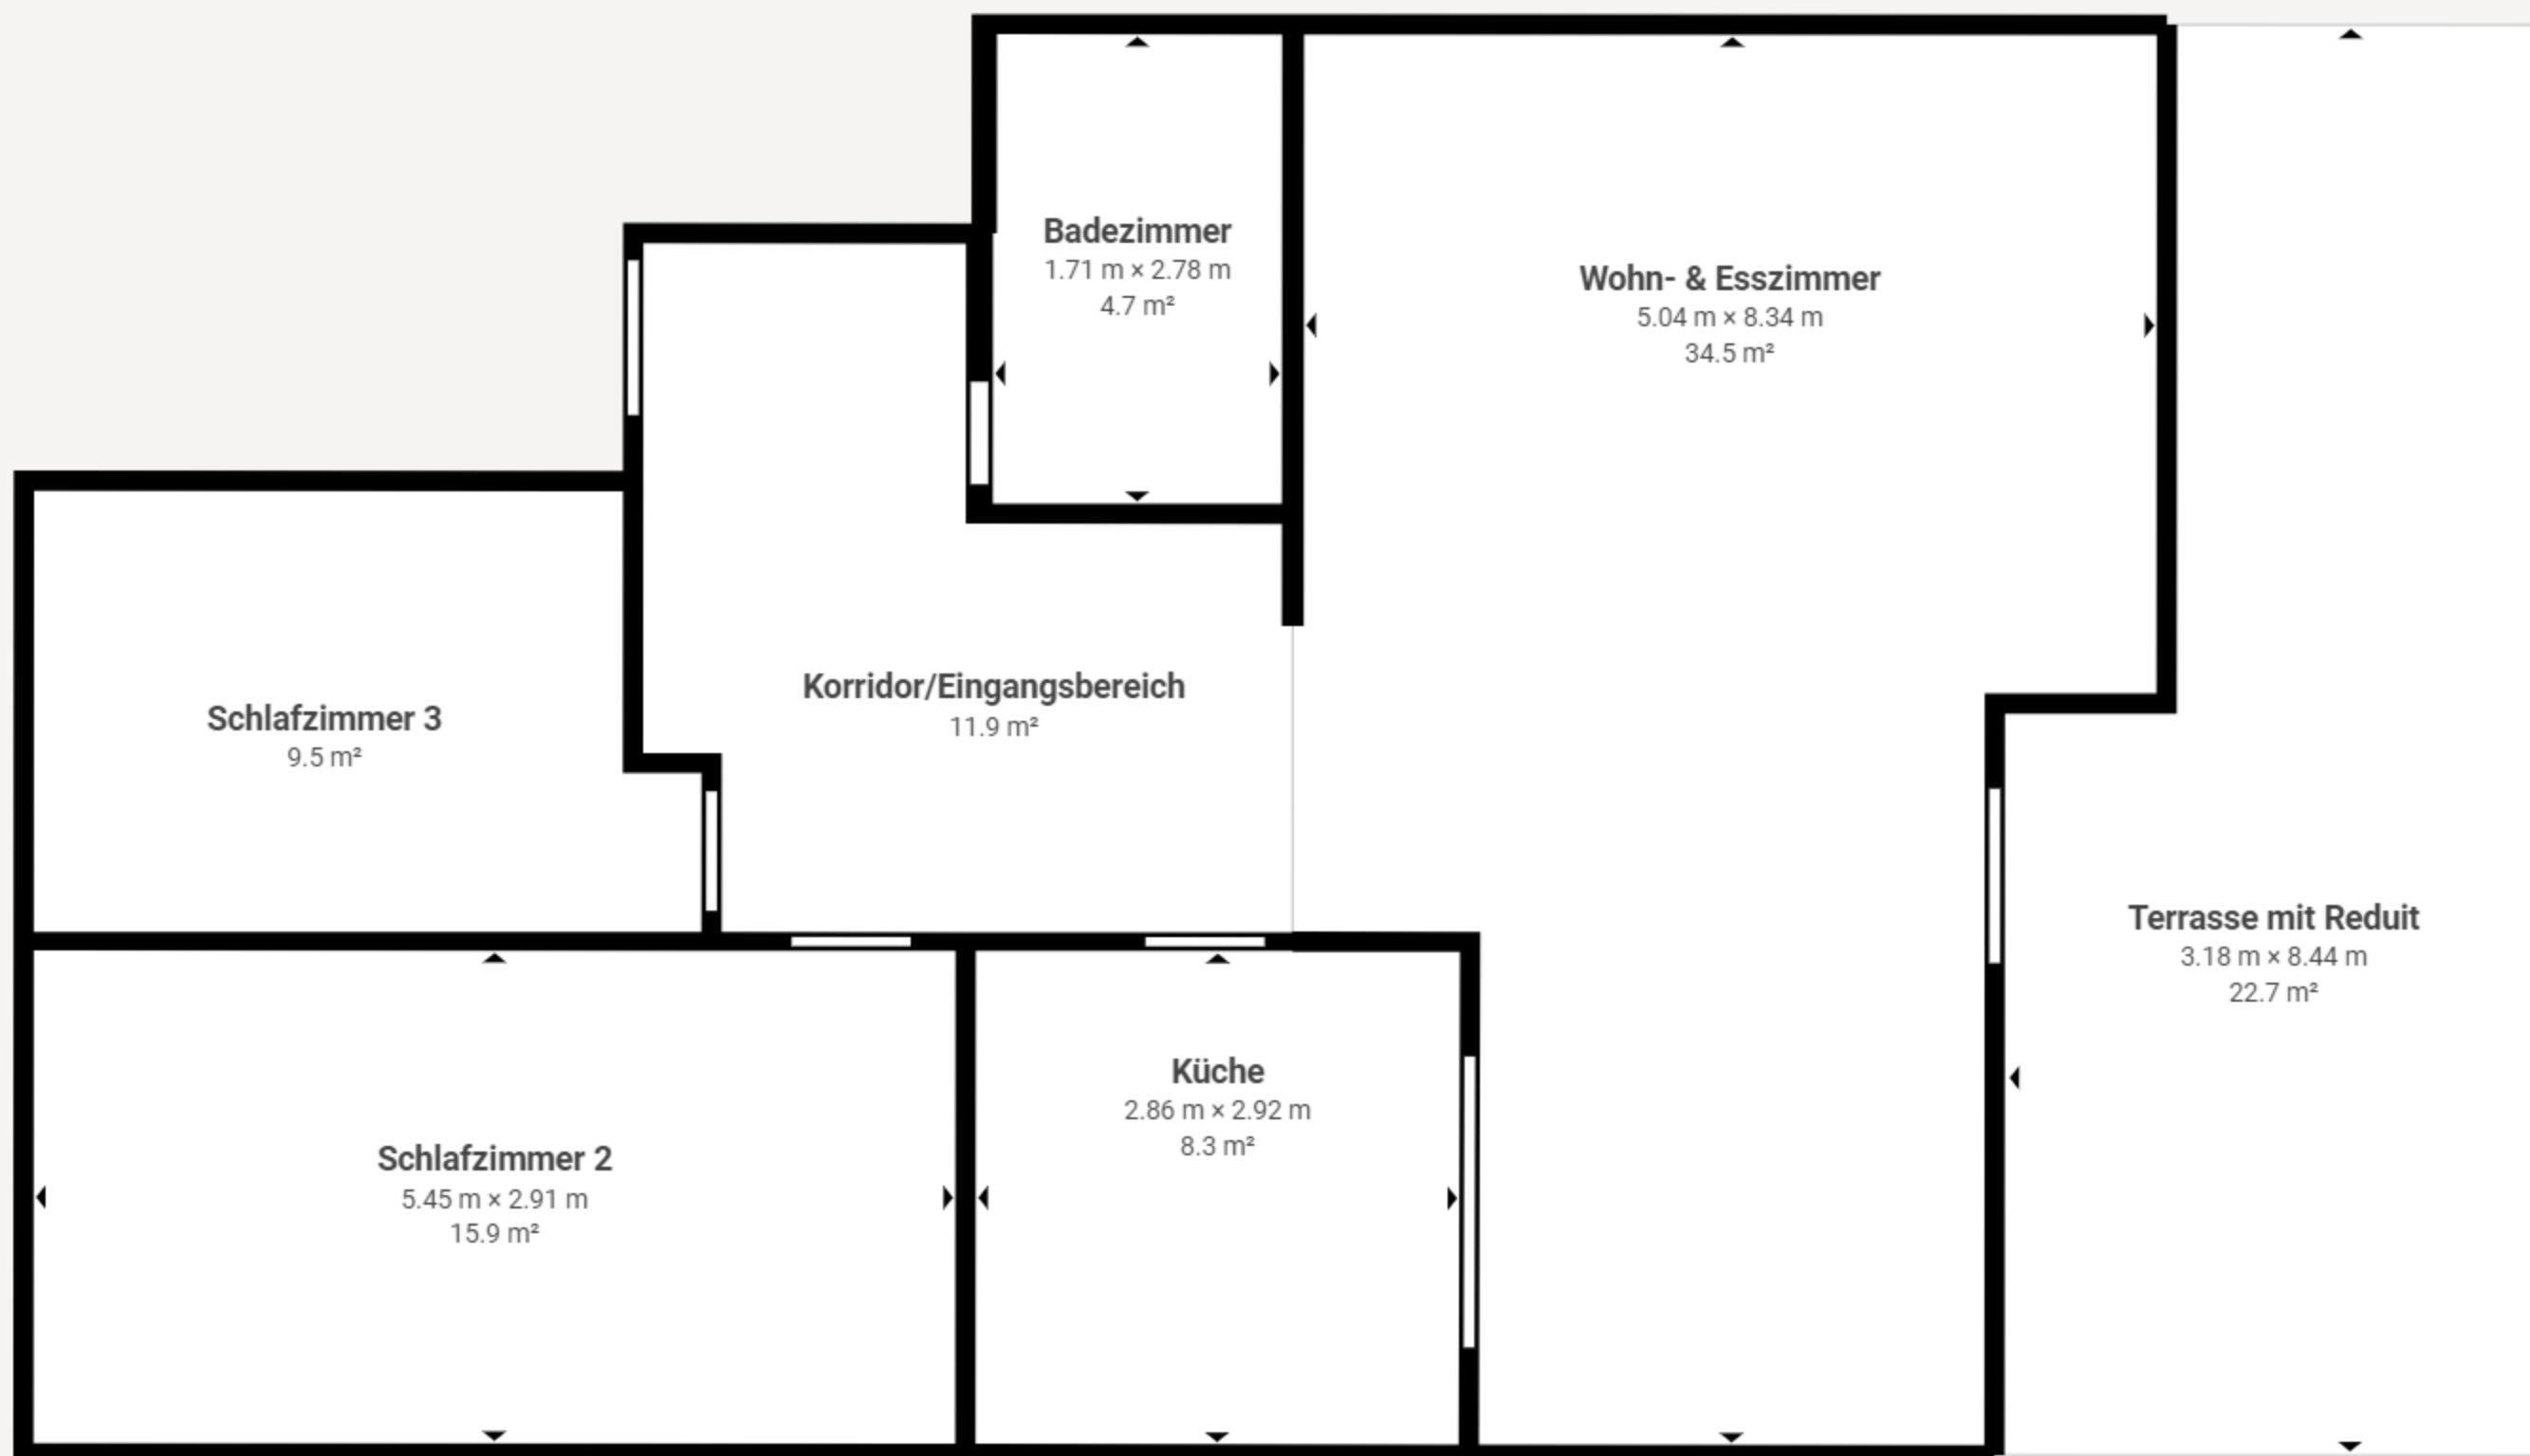 Badezimmer
1.71 m × 2.78 m
4.7 m²
Wohn- & Esszimmer
5.04 m × 8.34 m
34.5 m²
Schlafzimmer 3
9.5 m²
Korridor/Eingangsbereich
11.9 m²
Terrasse mit Reduit
3.18 m × 8.44 m
22.7 m²
Küche
2.86 m × 2.92 m
8.3 m²
Schlafzimmer 2
5.45 m × 2.91 m
15.9 m²